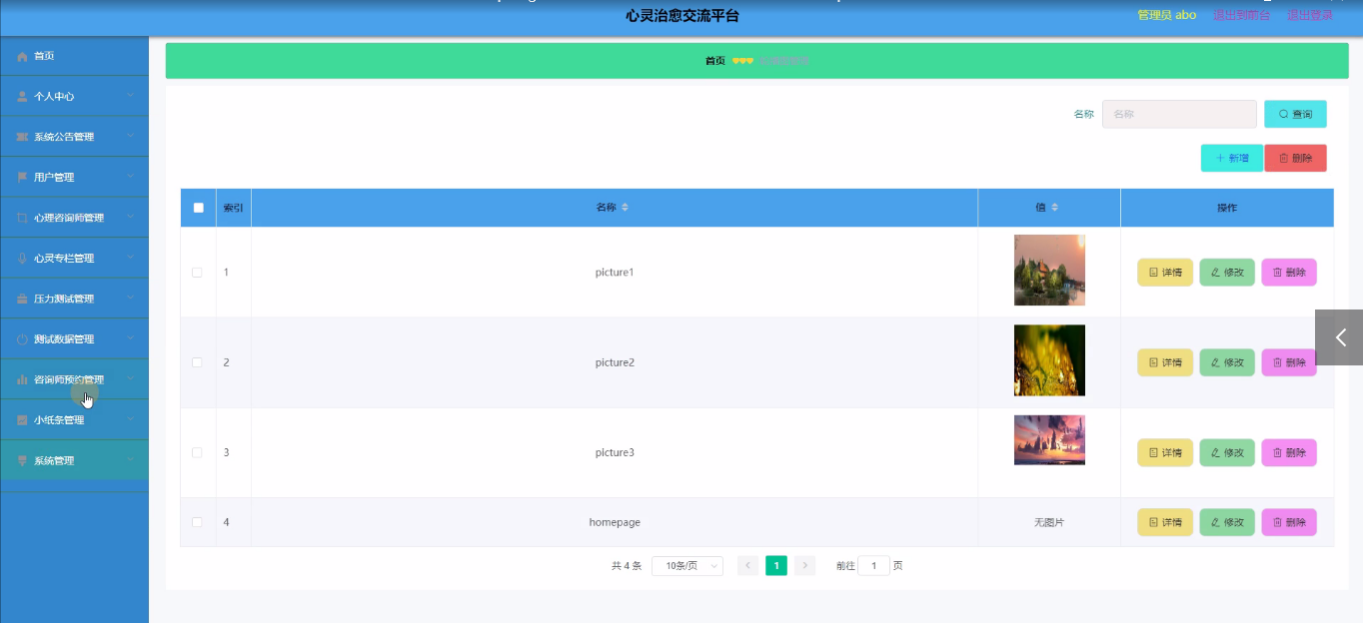 心灵治愈交流平台
管理员 abo 退出到前台 退出登录
首页
个人中心
系统公告管理
用户管理
心理咨询师管理
心灵专栏管理
压力测试管理
测试数据管理
咨询师预约管理
小纸条管理
系统管理
首页
名称 名称 查询
新增 删除
索引 名称 值 操作
1 picture1 详情 修改 删除
2 picture2 详情 修改 删除
3 picture3 详情 修改 删除
4 homepage 无图片 详情 修改 删除
共 4 条 10条/页 1 前往 1 页